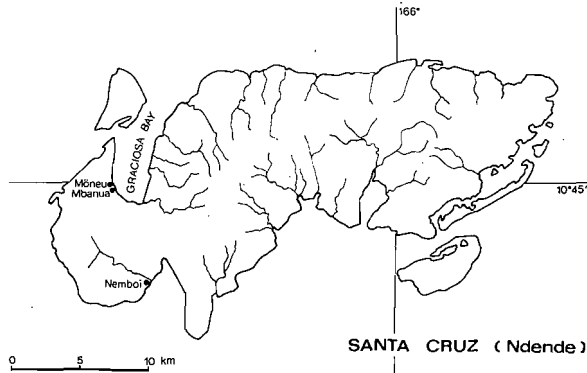 166°
GRACIOSA BAY
Möneu
Mbanua
10°45'
Nemboi
SANTA CRUZ (Ndende)
0 5 10 km